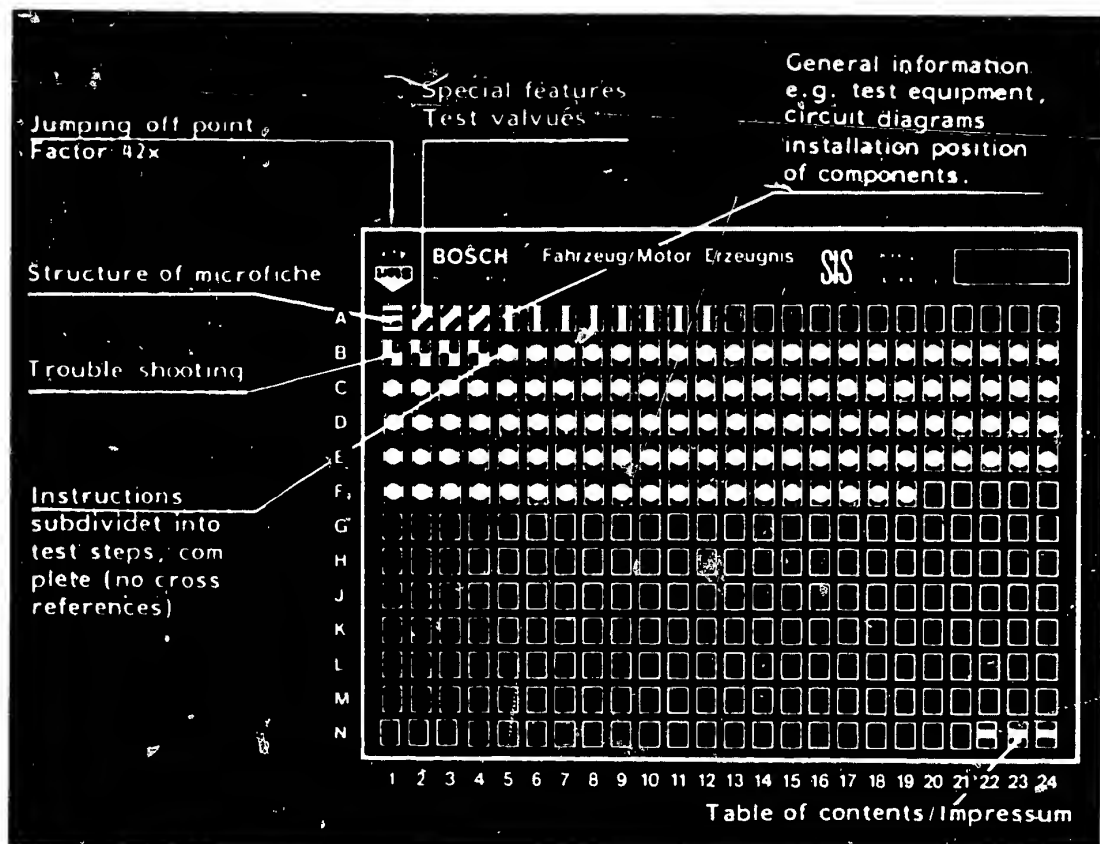 General information
e.g. test equipment,
circuit diagrams
installation position
of components.
Special features
Test valvués
Jumping off point
Factor 42x
Structure of microfiche
Trouble shooting
Instructions
subdividet into
test steps, com
plete (no cross
references)
BOSCH Fahrzeug/Motor Erzeugnis SIS
A
B
C
D
E
F
G
H
J
K
L
M
N
1 2 3 4 5 6 7 8 9 10 11 12 13 14 15 16 17 18 19 20 21 22 23 24
Table of contents/Impressum